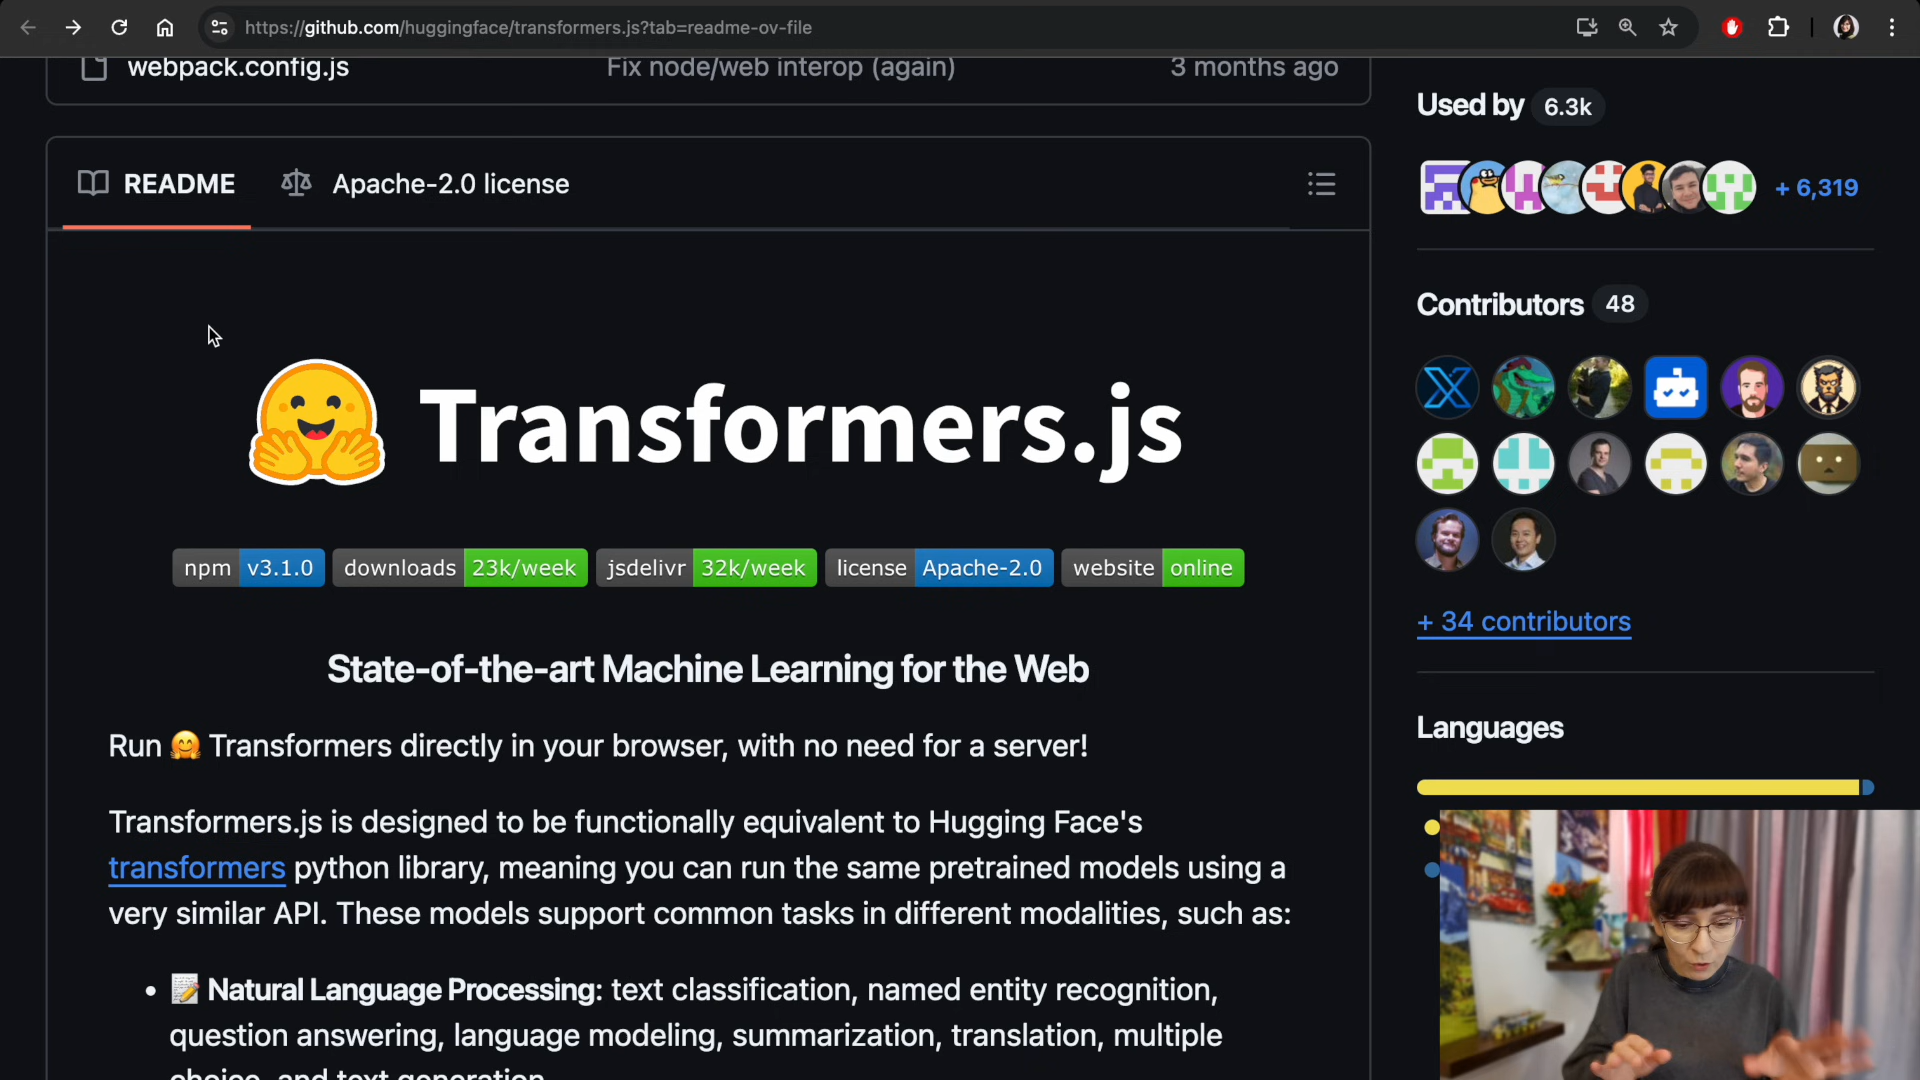 https://github.com/huggingface/transformers.js?tab=readme-ov-file
webpack.config.js Fix node/web interop (again) 3 months ago
README Apache-2.0 license
Transformers.js
npm v3.1.0 downloads 23k/week jsdelivr 32k/week license Apache-2.0 website online
State-of-the-art Machine Learning for the Web
Run 🤗 Transformers directly in your browser, with no need for a server!
Transformers.js is designed to be functionally equivalent to Hugging Face's
transformers python library, meaning you can run the same pretrained models using a
very similar API. These models support common tasks in different modalities, such as:
• 📝 Natural Language Processing: text classification, named entity recognition,
question answering, language modeling, summarization, translation, multiple
choice, and text generation
Used by 6.3k
+ 6,319
Contributors 48
+ 34 contributors
Languages